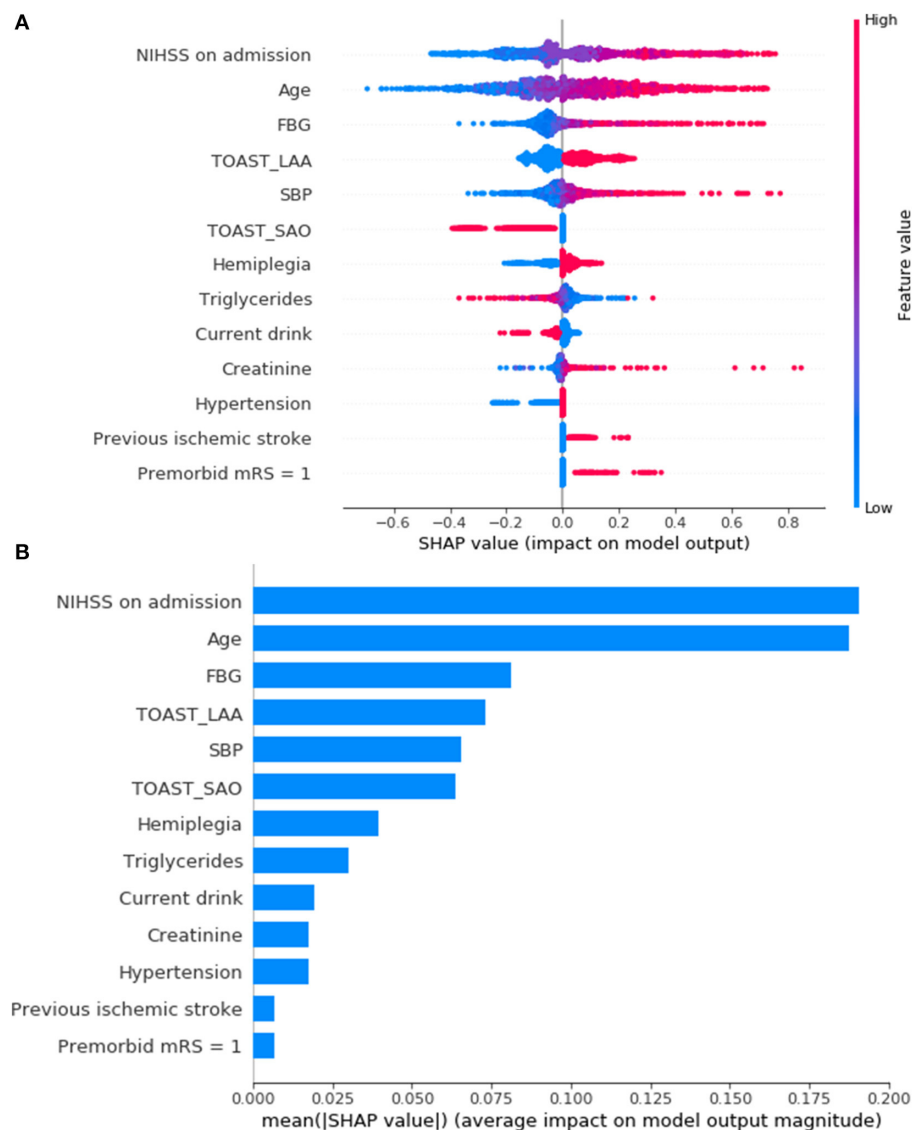 A
High
NIHSS on admission
Age
FBG
TOAST_LAA
SBP
TOAST_SAO
Hemiplegia
Triglycerides
Current drink
Creatinine
Hypertension
Previous ischemic stroke
Premorbid mRS = 1
Feature value
Low
−0.6 −0.4 −0.2 0.0 0.2 0.4 0.6 0.8
SHAP value (impact on model output)
B
NIHSS on admission
Age
FBG
TOAST_LAA
SBP
TOAST_SAO
Hemiplegia
Triglycerides
Current drink
Creatinine
Hypertension
Previous ischemic stroke
Premorbid mRS = 1
0.000 0.025 0.050 0.075 0.100 0.125 0.150 0.175 0.200
mean(|SHAP value|) (average impact on model output magnitude)